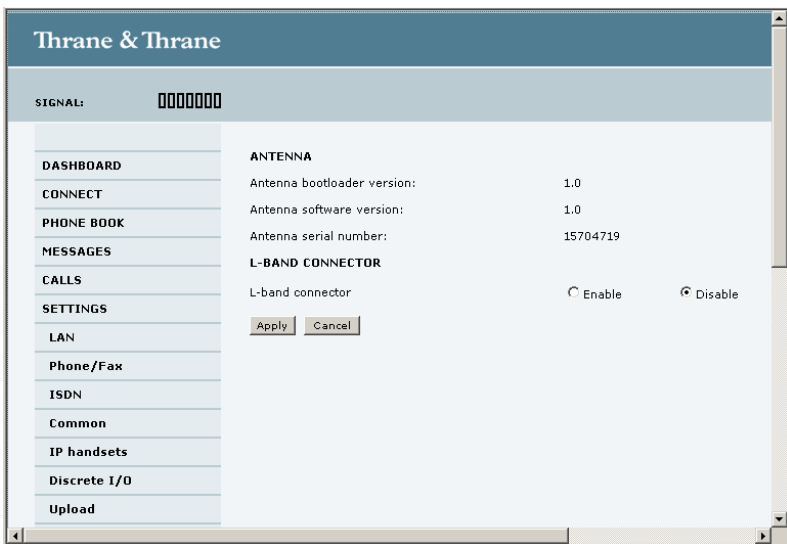 Thrane & Thrane
SIGNAL:
DASHBOARD
CONNECT
PHONE BOOK
MESSAGES
CALLS
SETTINGS
LAN
Phone/Fax
ISDN
Common
IP handsets
Discrete I/O
Upload
ANTENNA
Antenna bootloader version: 1.0
Antenna software version: 1.0
Antenna serial number: 15704719
L-BAND CONNECTOR
L-band connector Enable Disable
Apply Cancel